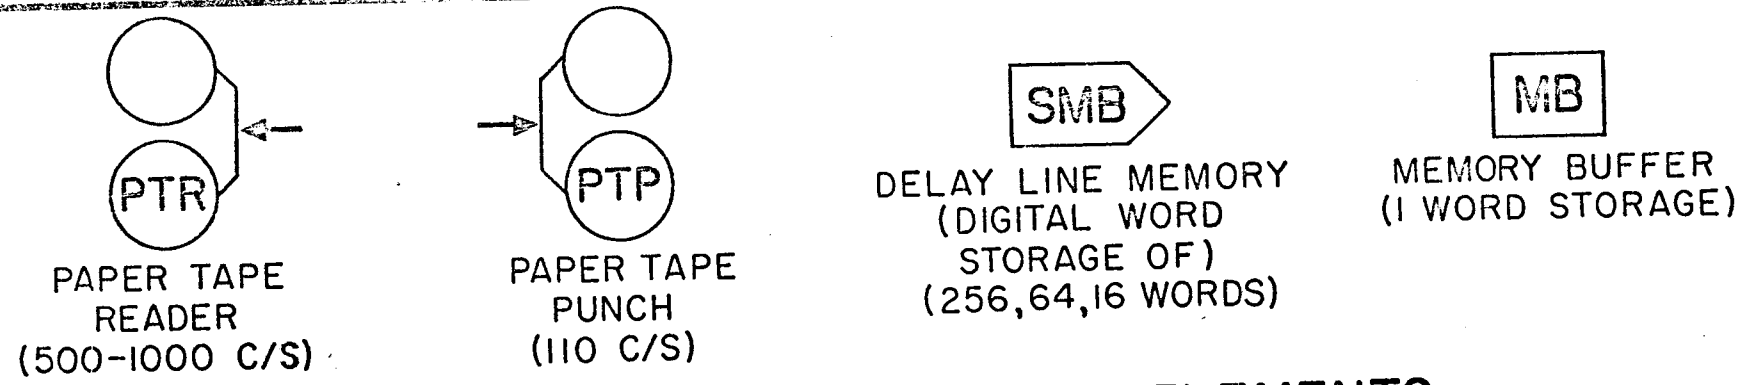 PTR
PAPER TAPE
READER
(500-1000 C/S)
PTP
PAPER TAPE
PUNCH
(110 C/S)
SMB
DELAY LINE MEMORY
(DIGITAL WORD
STORAGE OF)
(256,64,16 WORDS)
MB
MEMORY BUFFER
(1 WORD STORAGE)